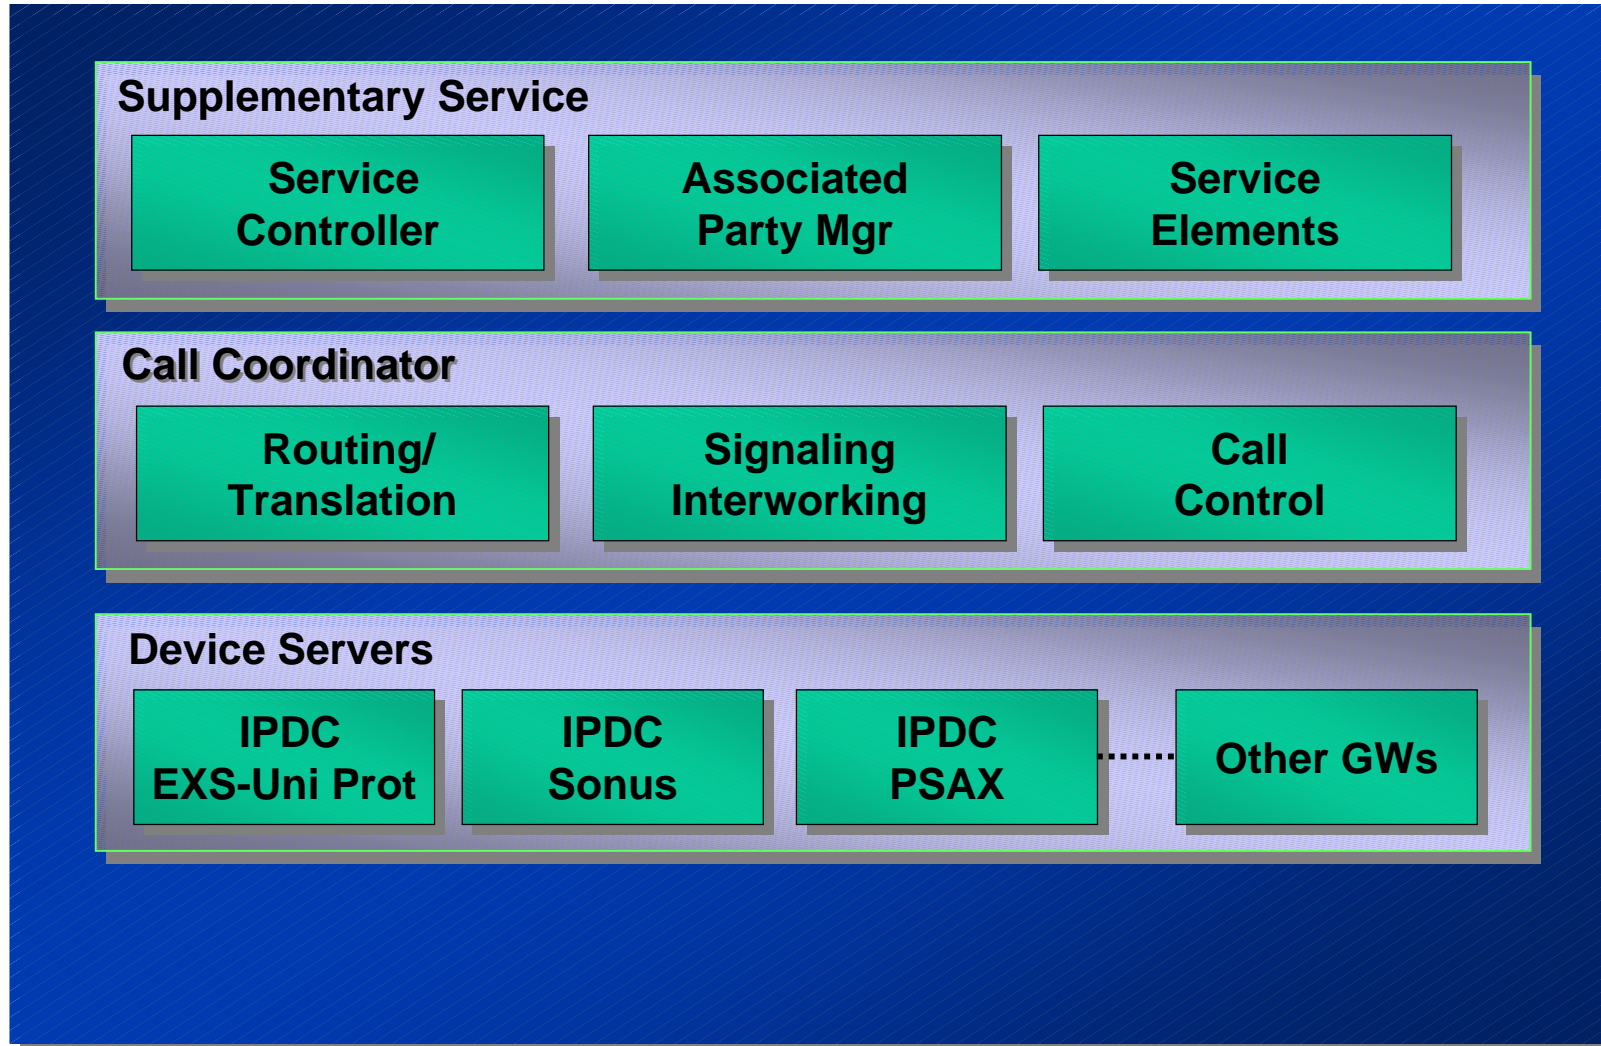 Supplementary Service
Service
Controller
Associated
Party Mgr
Service
Elements
Call Coordinator
Routing/
Translation
Signaling
Interworking
Call
Control
Device Servers
IPDC
EXS-Uni Prot
IPDC
Sonus
IPDC
PSAX
Other GWs